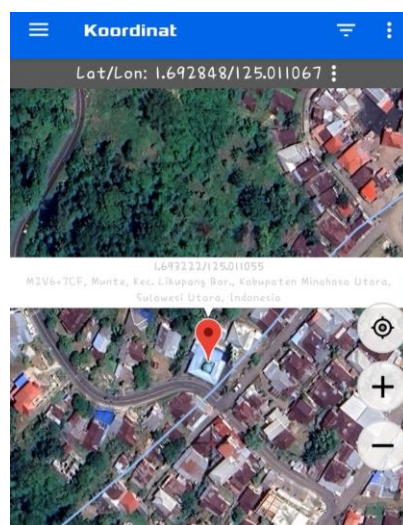 Koordinat
Lat/Lon: 1.692848/125.011067
1.693222/125.011055
M2V6+7CF, Munte, Kec. Likupang Bar., Kabupaten Minahasa Utara,
Sulawesi Utara, Indonesia